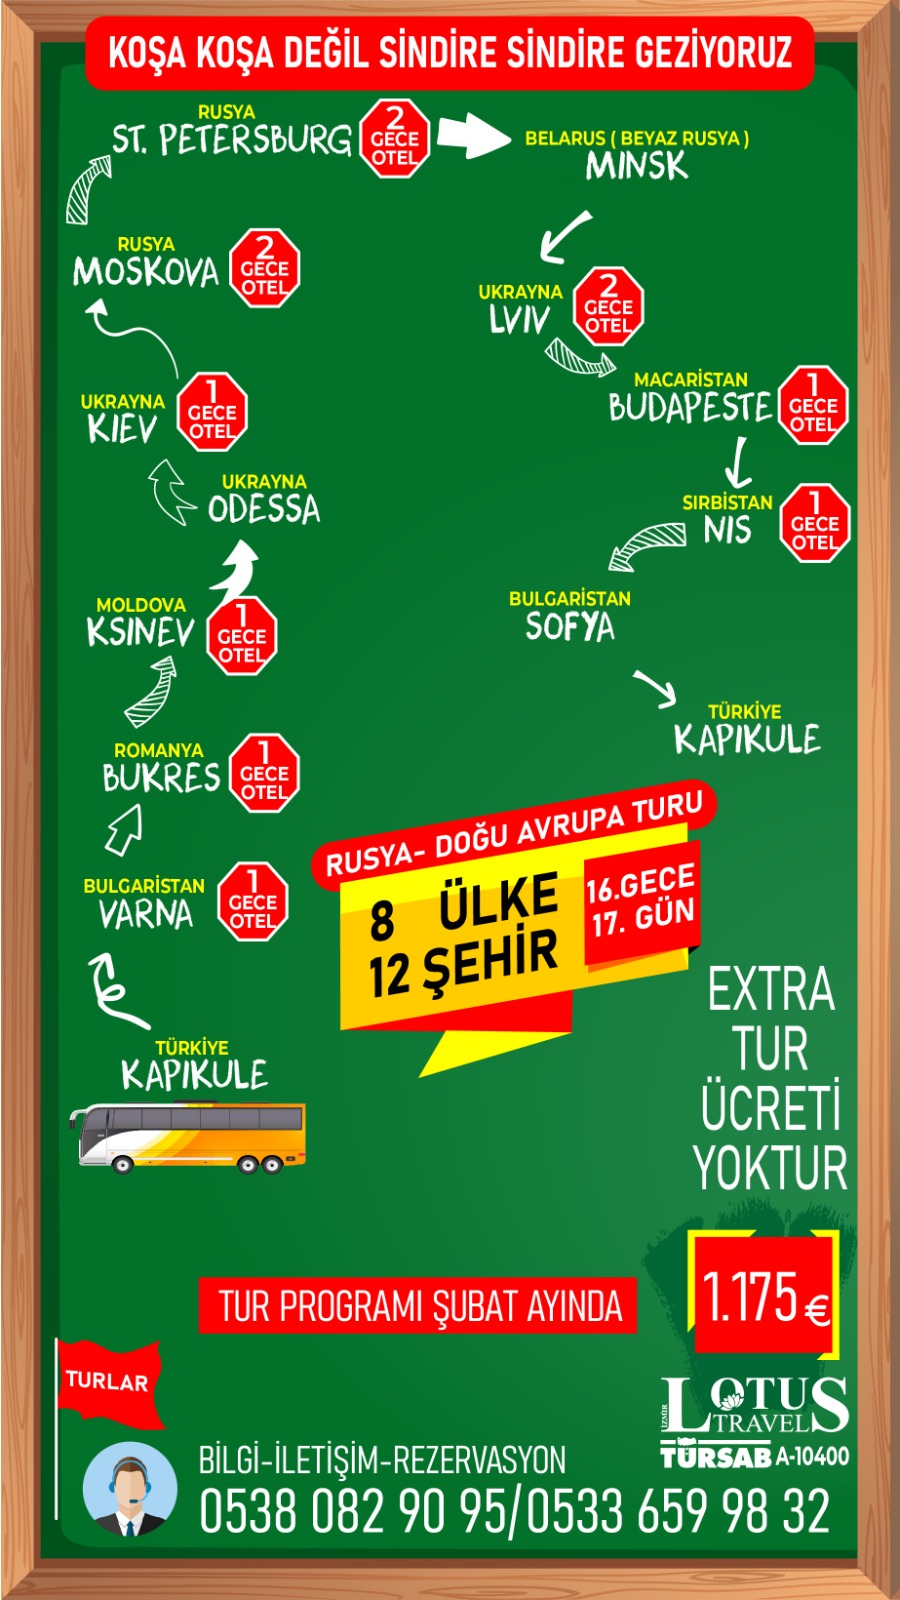 KOŞA KOŞA DEĞİL SİNDİRE SİNDİRE GEZİYORUZ
RUSYA
ST. PETERSBURG
2
GECE
OTEL
BELARUS ( BEYAZ RUSYA )
MINSK
RUSYA
MOSKOVA
2
GECE
OTEL
UKRAYNA
LVIV
2
GECE
OTEL
MACARİSTAN
BUDAPESTE
1
GECE
OTEL
UKRAYNA
KIEV
1
GECE
OTEL
UKRAYNA
ODESSA
SIRBİSTAN
NIS
1
GECE
OTEL
MOLDOVA
KSINEV
1
GECE
OTEL
BULGARİSTAN
SOFYA
TÜRKİYE
KAPIKULE
ROMANYA
BUKRES
1
GECE
OTEL
BULGARİSTAN
VARNA
1
GECE
OTEL
TÜRKİYE
KAPIKULE
RUSYA- DOĞU AVRUPA TURU
8 ÜLKE
12 ŞEHİR
16.GECE
17. GÜN
EXTRA
TUR
ÜCRETİ
YOKTUR
TUR PROGRAMI ŞUBAT AYINDA
1.175 €
TURLAR
İZMİR
LOTUS
TRAVEL
TÜRSAB A-10400
BİLGİ-İLETİŞİM-REZERVASYON
0538 082 90 95/0533 659 98 32